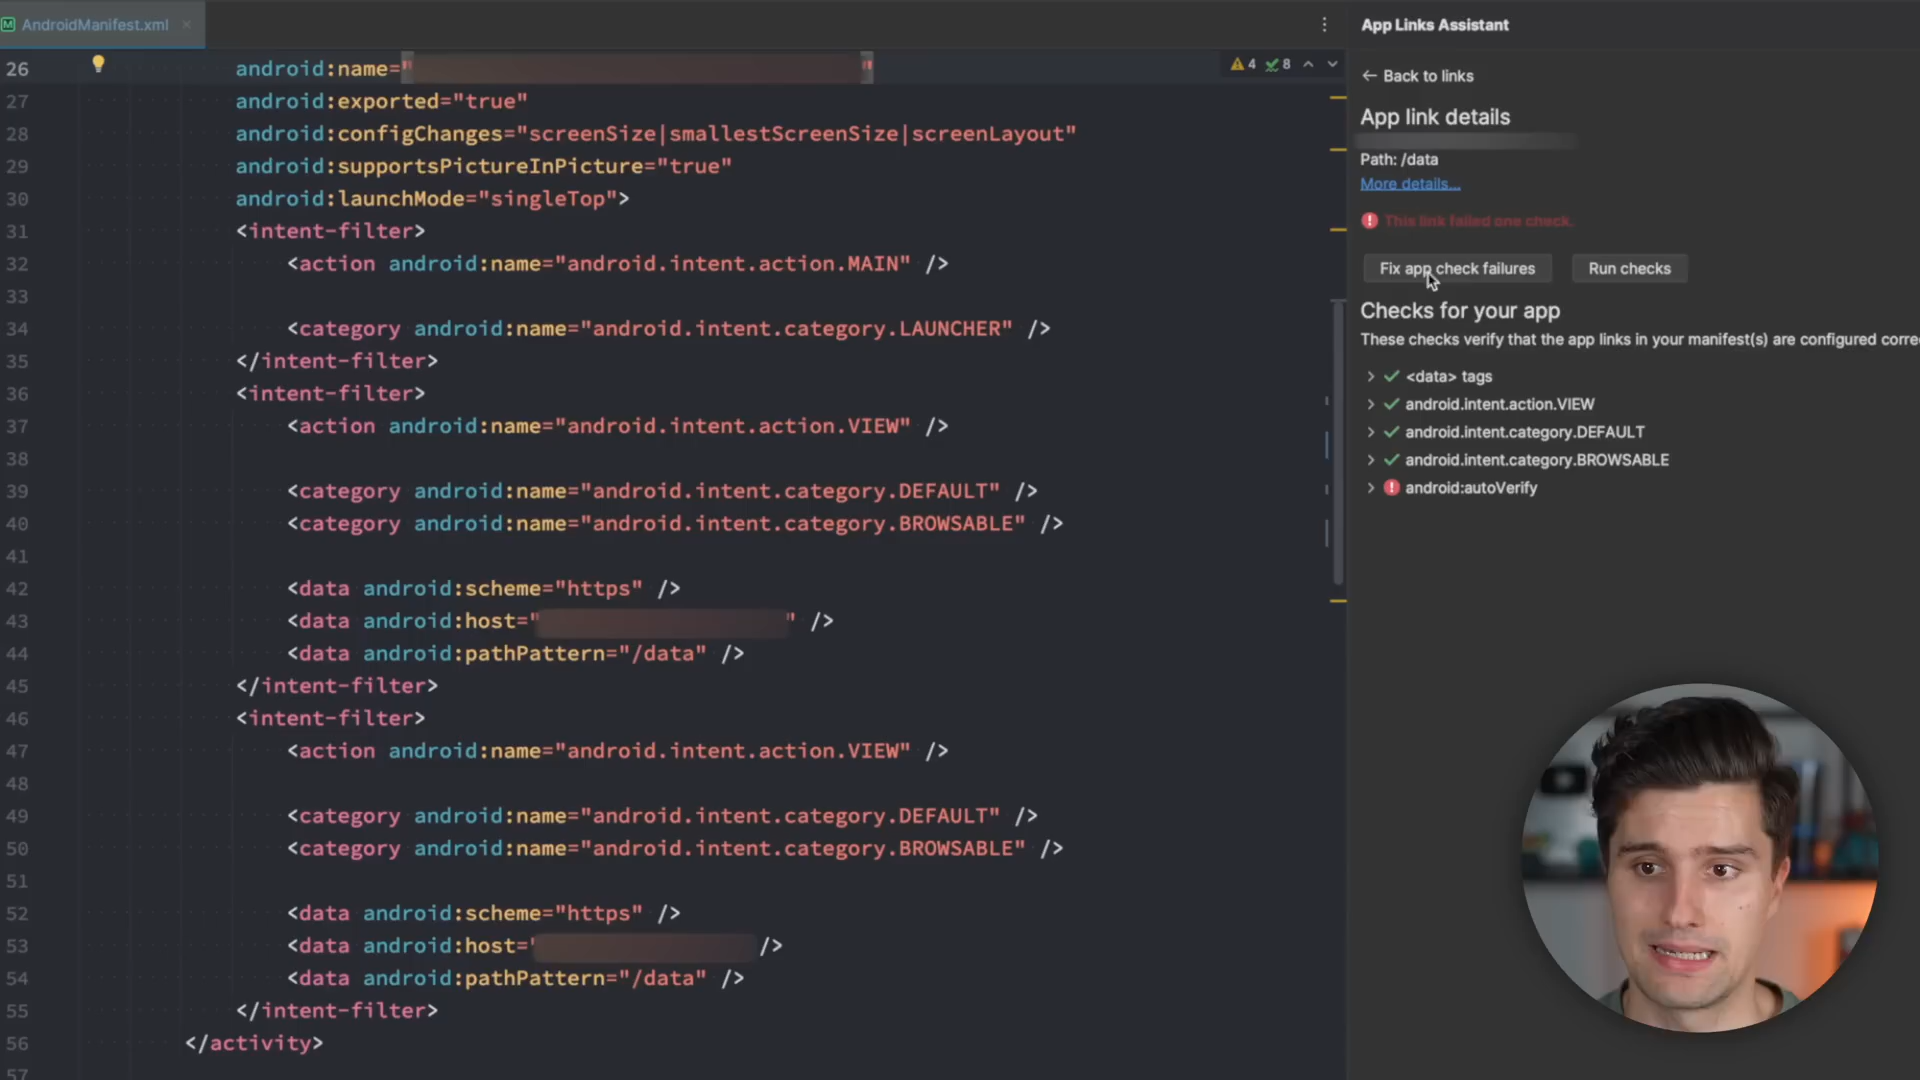 AndroidManifest.xml
26 android:name=" "
4 8
27 android:exported="true"
28 android:configChanges="screenSize|smallestScreenSize|screenLayout"
29 android:supportsPictureInPicture="true"
30 android:launchMode="singleTop">
31 <intent-filter>
32 <action android:name="android.intent.action.MAIN" />
33
34 <category android:name="android.intent.category.LAUNCHER" />
35 </intent-filter>
36 <intent-filter>
37 <action android:name="android.intent.action.VIEW" />
38
39 <category android:name="android.intent.category.DEFAULT" />
40 <category android:name="android.intent.category.BROWSABLE" />
41
42 <data android:scheme="https" />
43 <data android:host=" " />
44 <data android:pathPattern="/data" />
45 </intent-filter>
46 <intent-filter>
47 <action android:name="android.intent.action.VIEW" />
48
49 <category android:name="android.intent.category.DEFAULT" />
50 <category android:name="android.intent.category.BROWSABLE" />
51
52 <data android:scheme="https" />
53 <data android:host=" />
54 <data android:pathPattern="/data" />
55 </intent-filter>
56 </activity>
57
App Links Assistant
← Back to links
App link details
Path: /data
More details...
This link failed one check.
Fix app check failures Run checks
Checks for your app
These checks verify that the app links in your manifest(s) are configured corre
<data> tags
android.intent.action.VIEW
android.intent.category.DEFAULT
android.intent.category.BROWSABLE
android:autoVerify